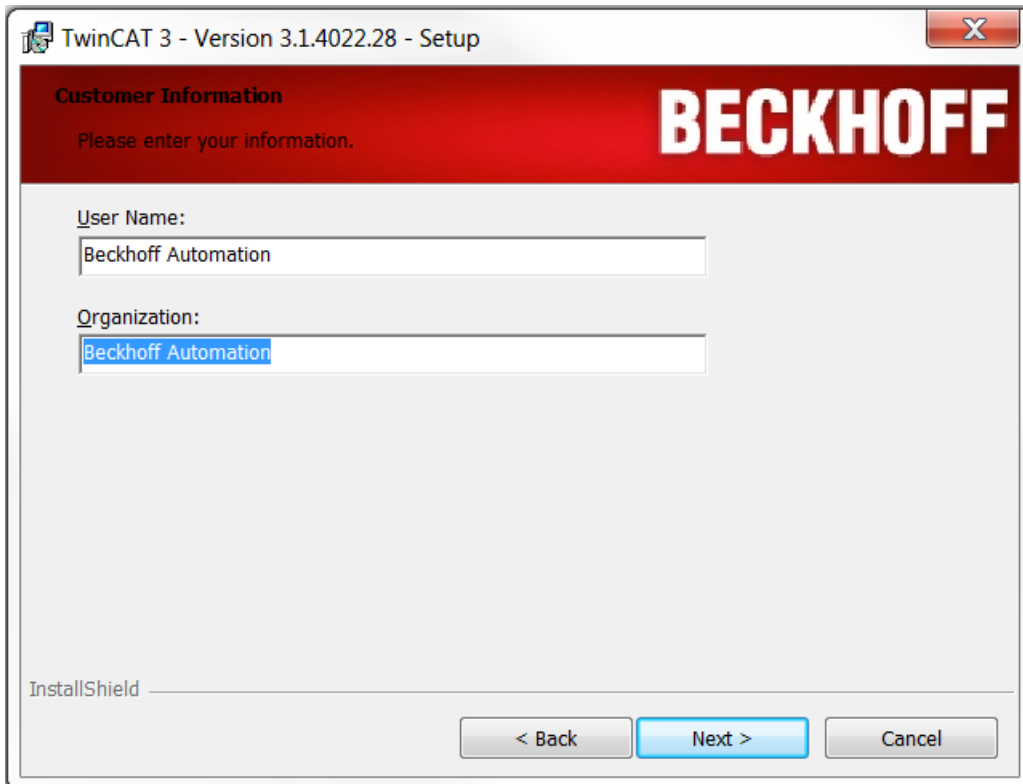 TwinCAT 3 - Version 3.1.4022.28 - Setup
X
Customer Information
BECKHOFF
Please enter your information.
User Name:
Beckhoff Automation
Organization:
Beckhoff Automation
InstallShield
< Back Next > Cancel